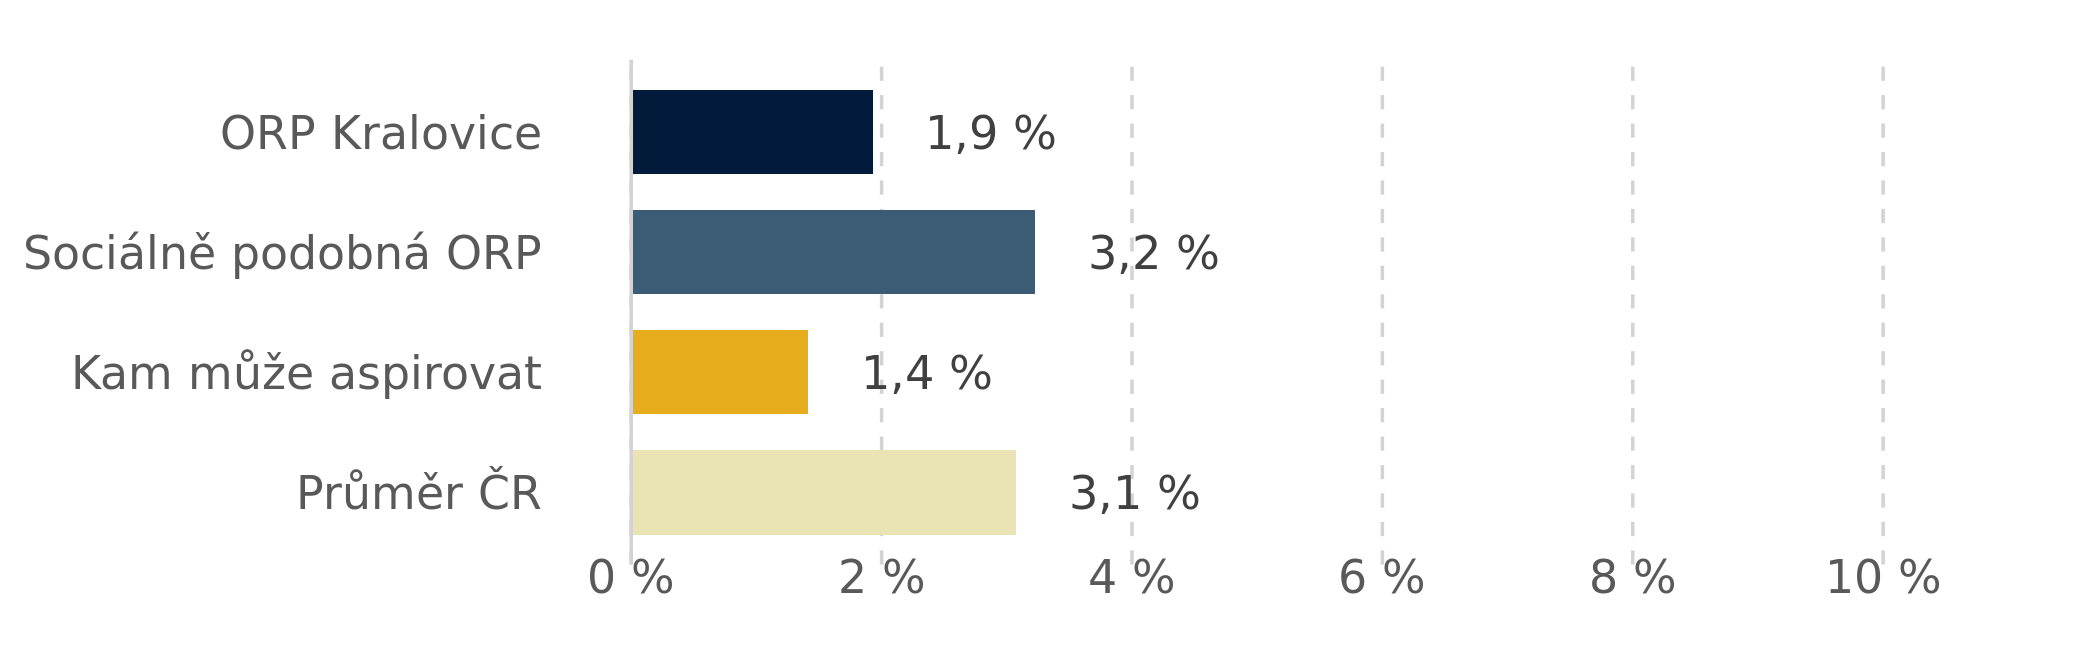 ORP Kralovice 1,9 %
Sociálně podobná ORP 3,2 %
Kam může aspirovat 1,4 %
Průměr ČR 3,1 %
0 % 2 % 4 % 6 % 8 % 10 %